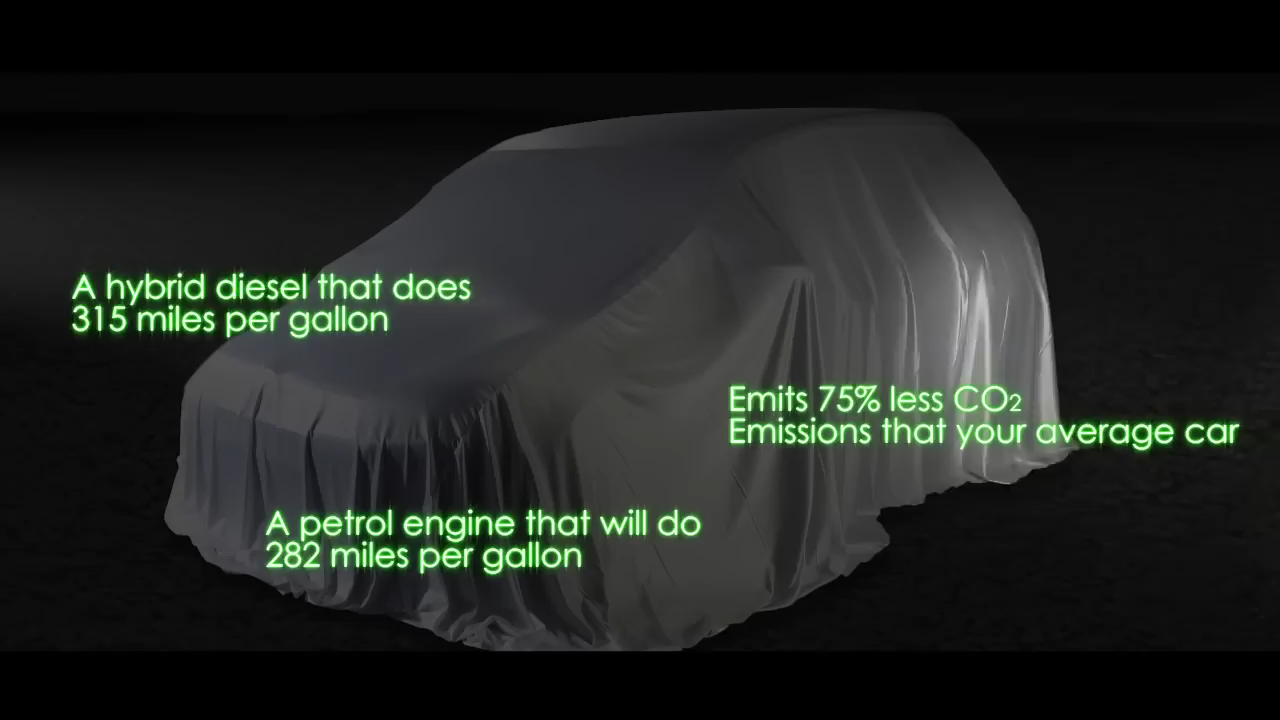 A hybrid diesel that does
315 miles per gallon
Emits 75% less CO₂
Emissions that your average car
A petrol engine that will do
282 miles per gallon